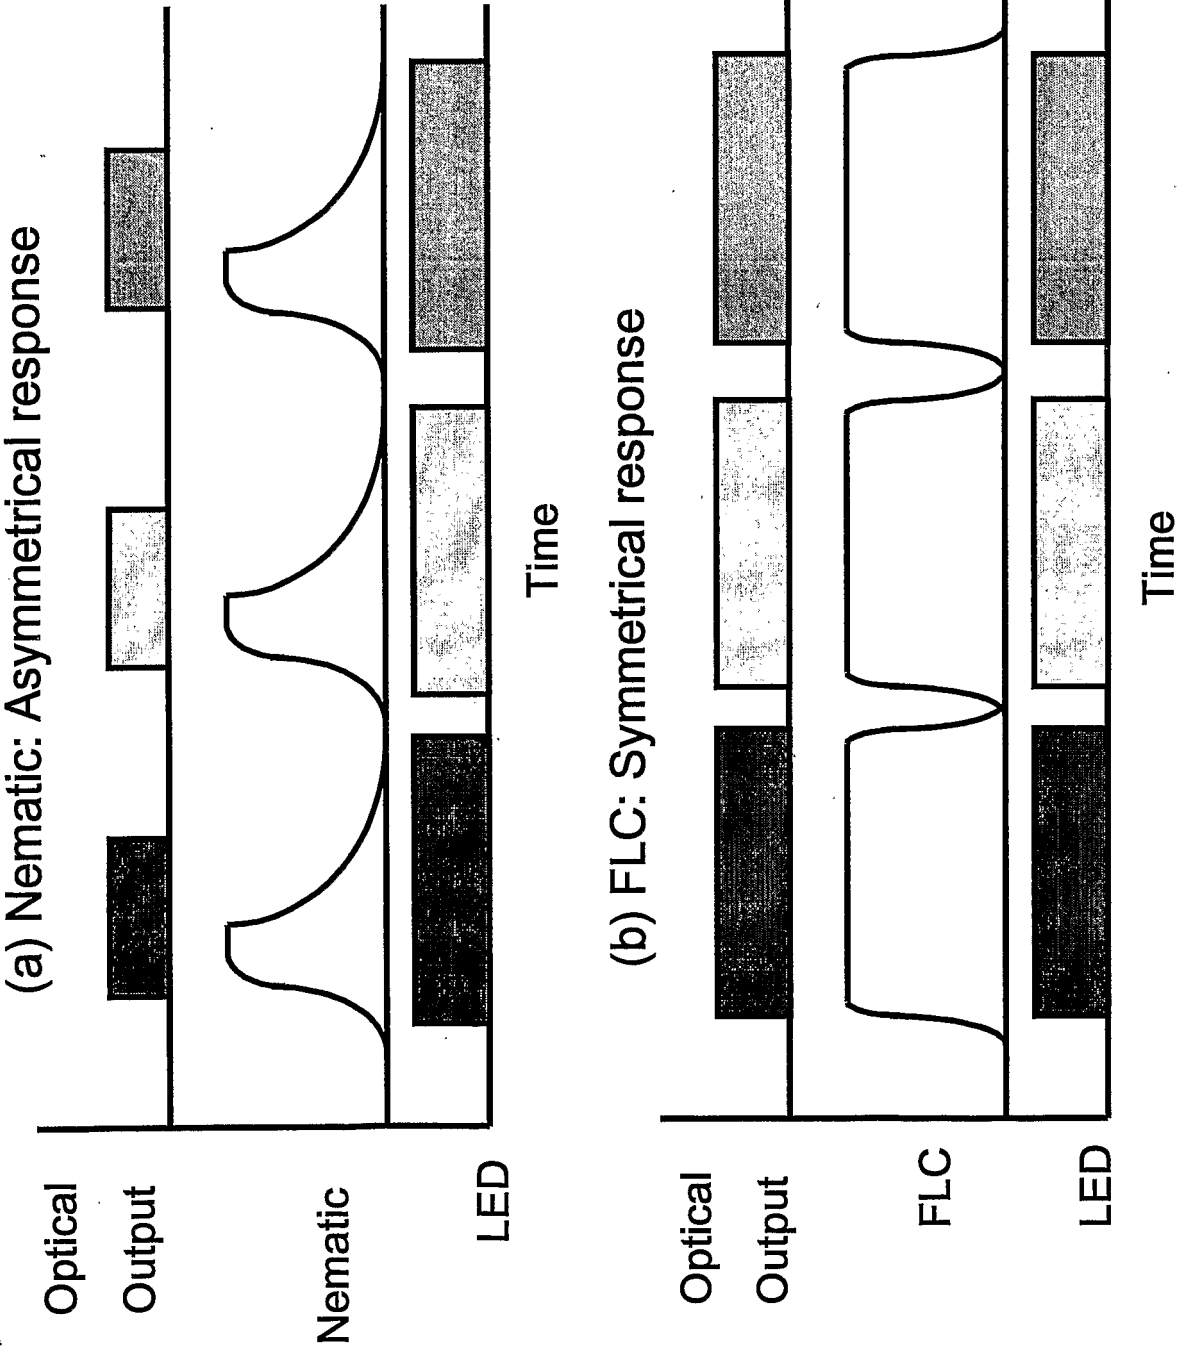 (a) Nematic: Asymmetrical response
Optical
Output
Nematic
LED
Time
(b) FLC: Symmetrical response
Optical
Output
FLC
LED
Time